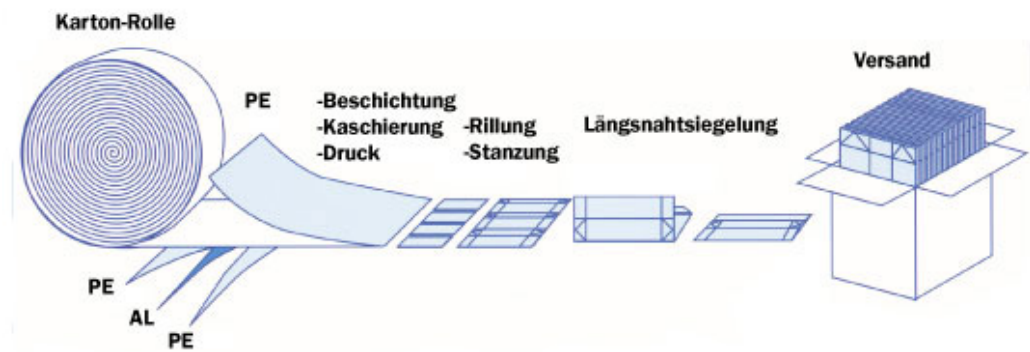 Karton-Rolle
PE
-Beschichtung
-Kaschierung
-Druck
-Rillung
-Stanzung
Längsnahtsiegelung
Versand
PE
AL
PE